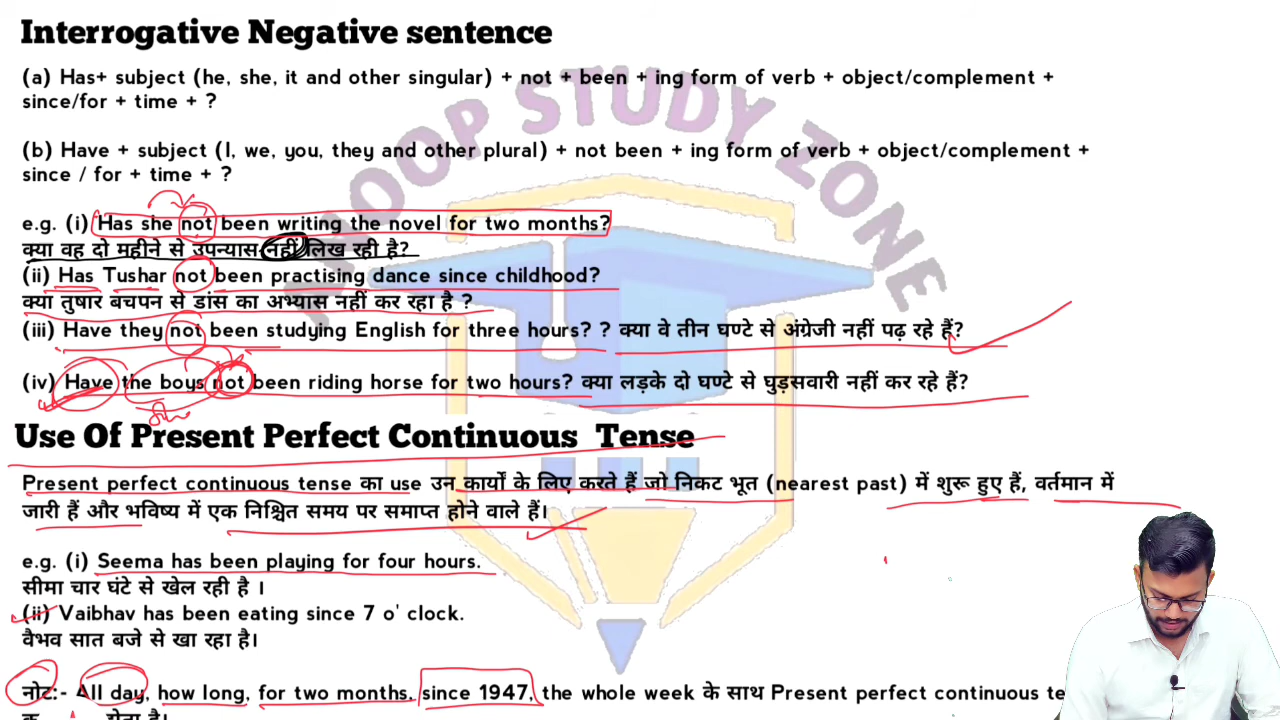 Interrogative Negative sentence
(a) Has+ subject (he, she, it and other singular) + not + been + ing form of verb + object/complement +
since/for + time + ?
(b) Have + subject (I, we, you, they and other plural) + not been + ing form of verb + object/complement +
since / for + time + ?
e.g. (i) Has she not been writing the novel for two months?
क्या वह दो महीने से उपन्यास नहीं लिख रही है?
(ii) Has Tushar not been practising dance since childhood?
क्या तुषार बचपन से डांस का अभ्यास नहीं कर रहा है ?
(iii) Have they not been studying English for three hours? ? क्या वे तीन घण्टे से अंग्रेजी नहीं पढ़ रहे हैं?
(iv) Have the boys not been riding horse for two hours? क्या लड़के दो घण्टे से घुड़सवारी नहीं कर रहे हैं?
Use Of Present Perfect Continuous Tense
Present perfect continuous tense का use उन कार्यों के लिए करते हैं जो निकट भूत (nearest past) में शुरू हुए हैं, वर्तमान में
जारी हैं और भविष्य में एक निश्चित समय पर समाप्त होने वाले हैं।
e.g. (i) Seema has been playing for four hours.
सीमा चार घंटे से खेल रही है ।
(ii) Vaibhav has been eating since 7 o' clock.
वैभव सात बजे से खा रहा है।
नोट:- All day, how long, for two months, since 1947, the whole week के साथ Present perfect continuous te
ANOOP STUDY ZONE